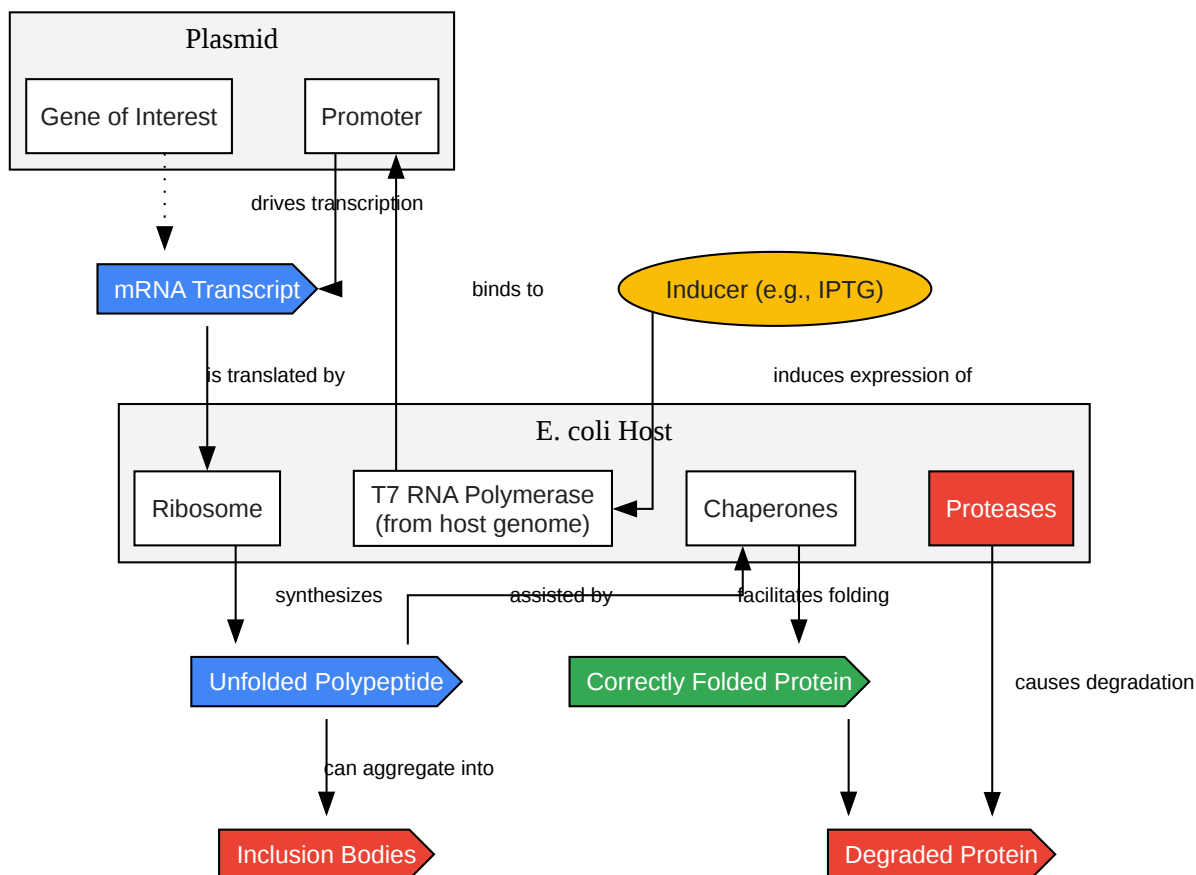 Plasmid
Gene of Interest
Promoter
drives transcription
mRNA Transcript
binds to
Inducer (e.g., IPTG)
is translated by
induces expression of
E. coli Host
Ribosome
T7 RNA Polymerase
(from host genome)
Chaperones
Proteases
synthesizes
assisted by
facilitates folding
Unfolded Polypeptide
Correctly Folded Protein
causes degradation
can aggregate into
Inclusion Bodies
Degraded Protein